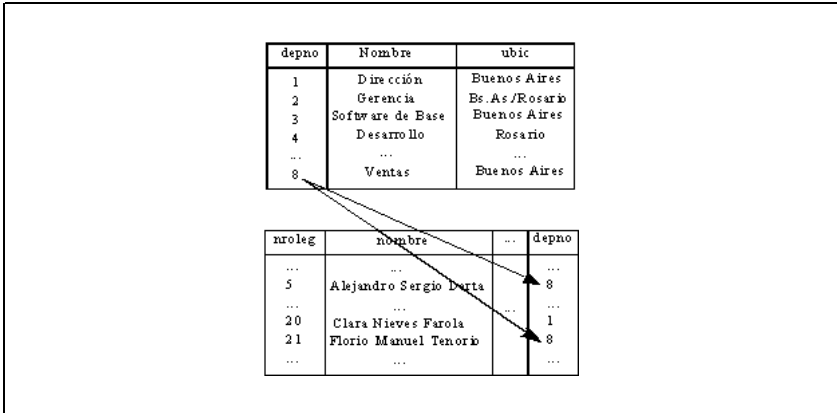 depno Nombre ubic
1 Dirección Buenos Aires
2 Gerencia Bs.As/Rosario
3 Software de Base Buenos Aires
4 Desarrollo Rosario
... ... ...
8 Ventas Buenos Aires
nroleg nombre ... depno
... ... ...
5 Alejandro Sergio Darta 8
... ... ... ...
20 Clara Nieves Farola 1
21 Florio Manuel Tenorio 8
... ... ...